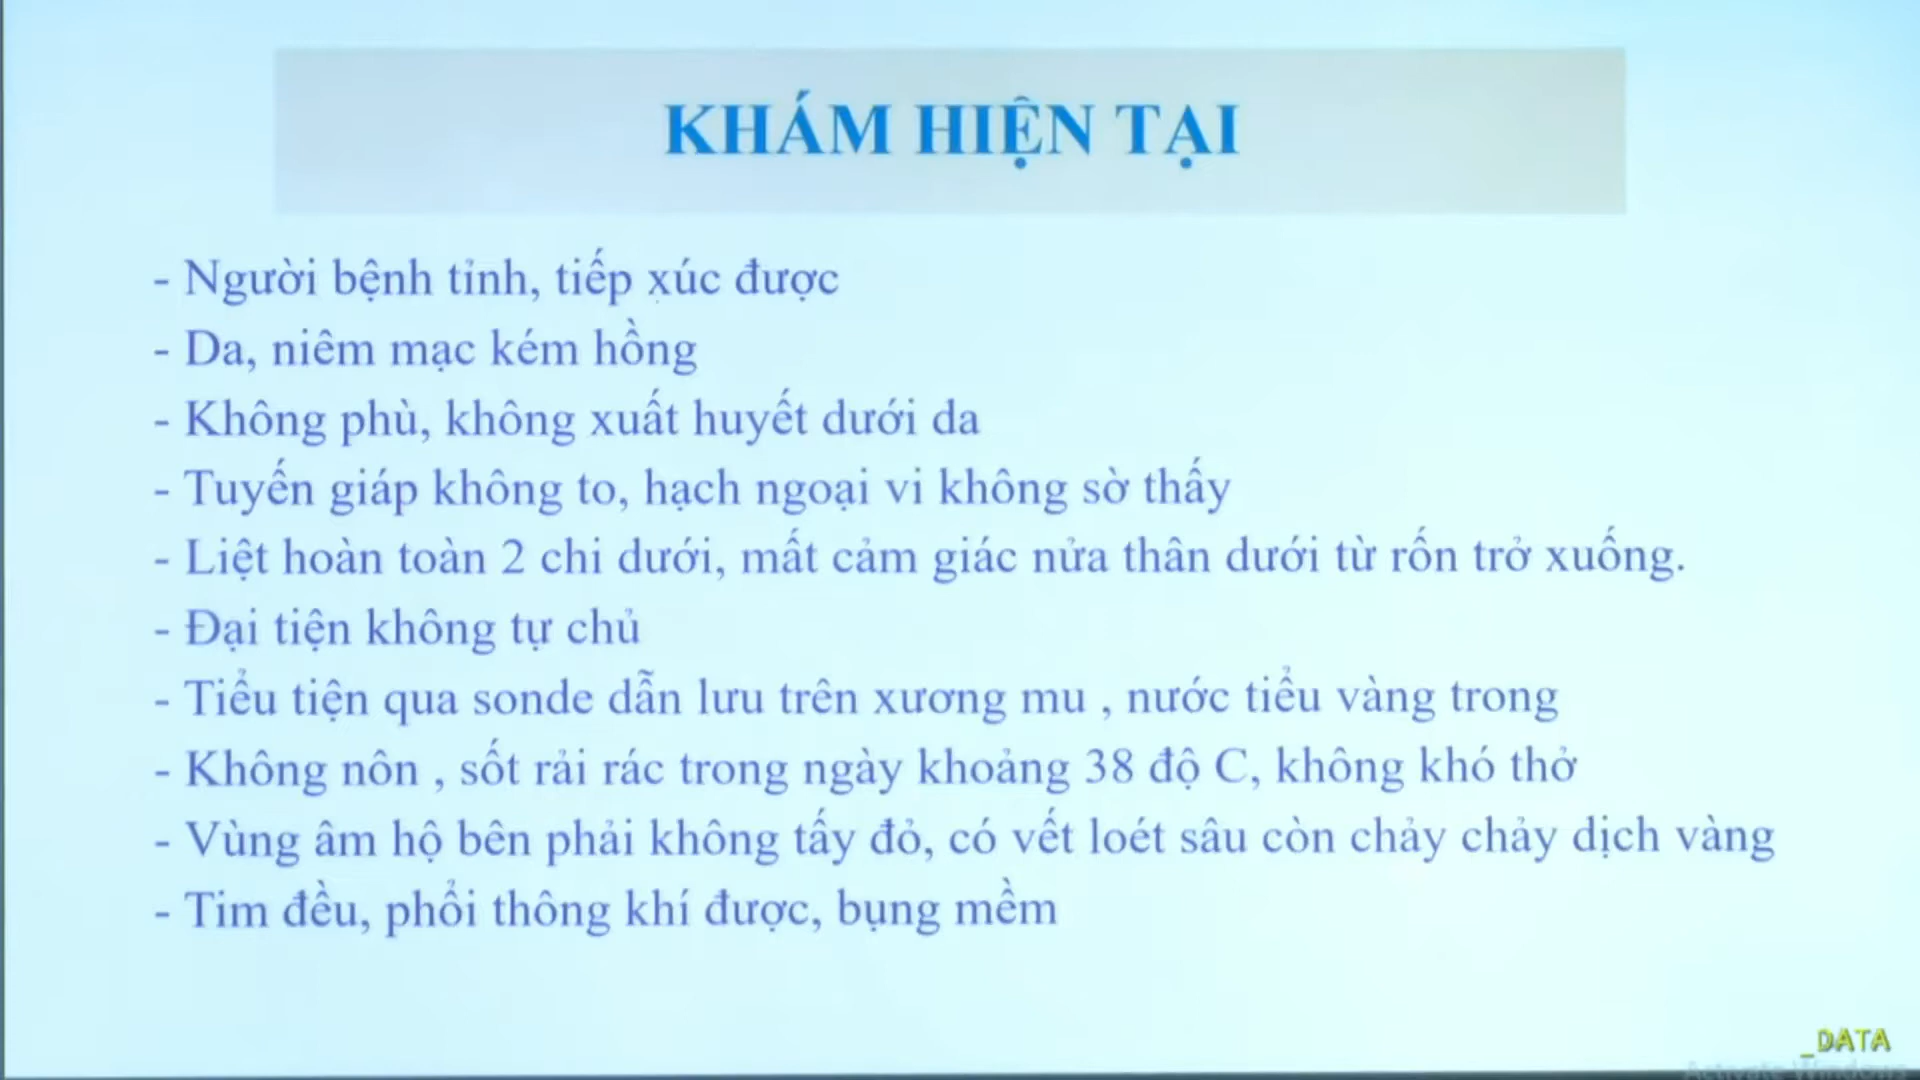 KHÁM HIỆN TẠI
- Người bệnh tỉnh, tiếp xúc được
- Da, niêm mạc kém hồng
- Không phù, không xuất huyết dưới da
- Tuyến giáp không to, hạch ngoại vi không sờ thấy
- Liệt hoàn toàn 2 chi dưới, mất cảm giác nửa thân dưới từ rốn trở xuống.
- Đại tiện không tự chủ
- Tiểu tiện qua sonde dẫn lưu trên xương mu , nước tiểu vàng trong
- Không nôn , sốt rải rác trong ngày khoảng 38 độ C, không khó thở
- Vùng âm hộ bên phải không tấy đỏ, có vết loét sâu còn chảy chảy dịch vàng
- Tim đều, phổi thông khí được, bụng mềm
_DATA
Activate Windows